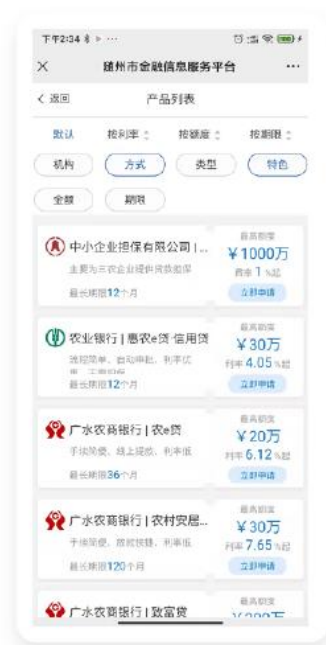 下午2:34
随州市金融信息服务平台
返回
产品列表
默认 按利率 按额度 按期限
机构 方式 类型 特色
金额 期限
中小企业担保有限公司 | ...
最高额度
¥1000万
主要为三农企业提供贷款担保
费率 1 %起
最长期限12个月
立即申请
农业银行 | 惠农e贷-信用贷
最高额度
¥30万
流程简单、自动审批、利率优
利率 4.05 %起
最长期限12个月
立即申请
广水农商银行 | 农e贷
最高额度
¥20万
手续简便、线上提款、利率低
利率 6.12 %起
最长期限36个月
立即申请
广水农商银行 | 农村安居...
最高额度
¥30万
手续简便、放款快捷、利率低
利率 7.65 %起
最长期限120个月
立即申请
广水农商银行 | 致富贷
最高额度